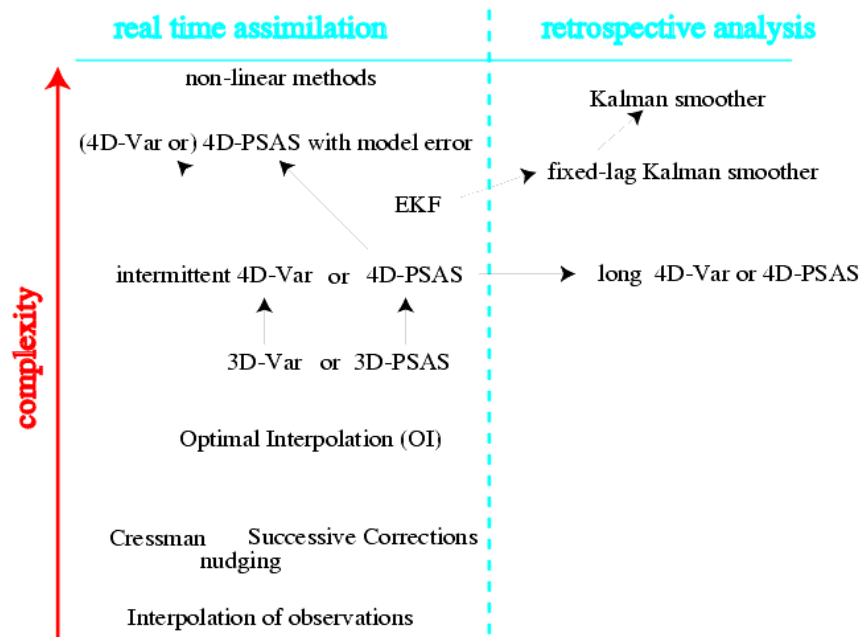 real time assimilation
retrospective analysis
non-linear methods
Kalman smoother
(4D-Var or) 4D-PSAS with model error
fixed-lag Kalman smoother
EKF
intermittent 4D-Var or 4D-PSAS
long 4D-Var or 4D-PSAS
3D-Var or 3D-PSAS
complexity
Optimal Interpolation (OI)
Cressman
Successive Corrections
nudging
Interpolation of observations